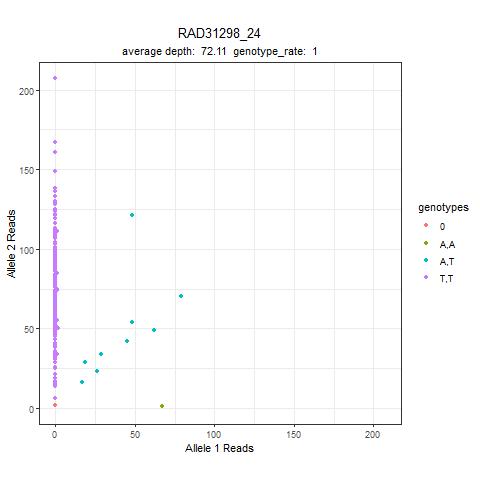 RAD31298_24
average depth:  72.11  genotype_rate:  1
Allele 2 Reads
200
150
100
50
0
0
50
100
150
200
Allele 1 Reads
genotypes
0
A,A
A,T
T,T